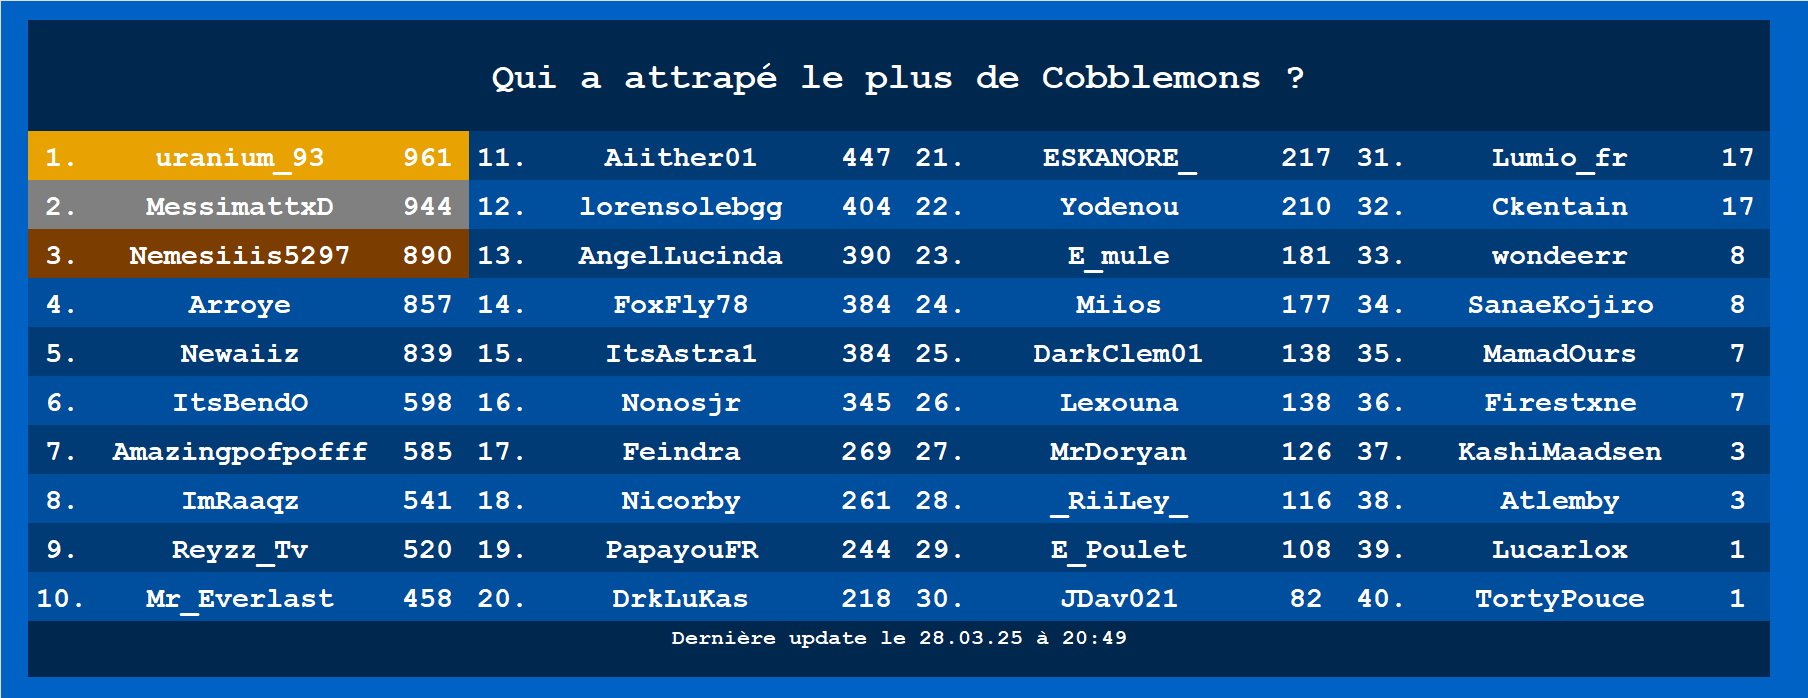 Qui a attrapé le plus de Cobblemons ?
1. uranium_93 961 11. Aiither01 447 21. ESKANORE_ 217 31. Lumio_fr 17
2. MessimattxD 944 12. lorensolebgg 404 22. Yodenou 210 32. Ckentain 17
3. Nemesiiis5297 890 13. AngelLucinda 390 23. E_mule 181 33. wondeerr 8
4. Arroye 857 14. FoxFly78 384 24. Miios 177 34. SanaeKojiro 8
5. Newaiiz 839 15. ItsAstra1 384 25. DarkClem01 138 35. MamadOurs 7
6. ItsBendO 598 16. Nonosjr 345 26. Lexouna 138 36. Firestxne 7
7. Amazingpofpofff 585 17. Feindra 269 27. MrDoryan 126 37. KashiMaadsen 3
8. ImRaaqz 541 18. Nicorby 261 28. _RiiLey_ 116 38. Atlemby 3
9. Reyzz_Tv 520 19. PapayouFR 244 29. E_Poulet 108 39. Lucarlox 1
10. Mr_Everlast 458 20. DrkLuKas 218 30. JDav021 82 40. TortyPouce 1
Dernière update le 28.03.25 à 20:49